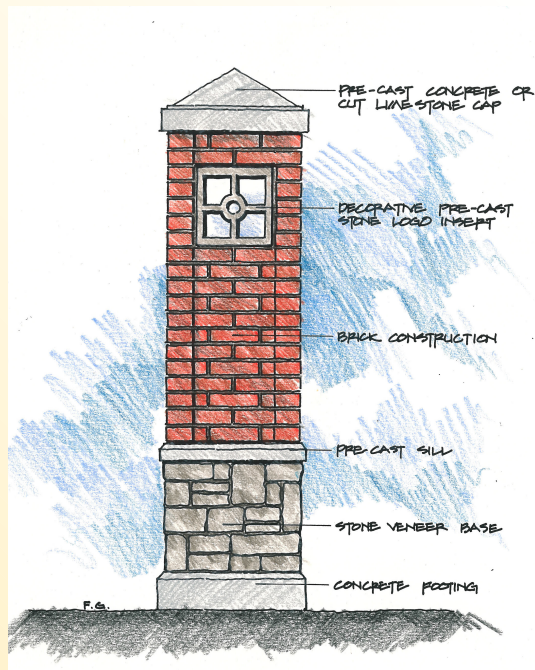 PRE-CAST CONCRETE OR
CUT LIMESTONE CAP
DECORATIVE PRE-CAST
STONE LOGO INSERT
BRICK CONSTRUCTION
PRE-CAST SILL
STONE VENEER BASE
CONCRETE FOOTING
F.G.